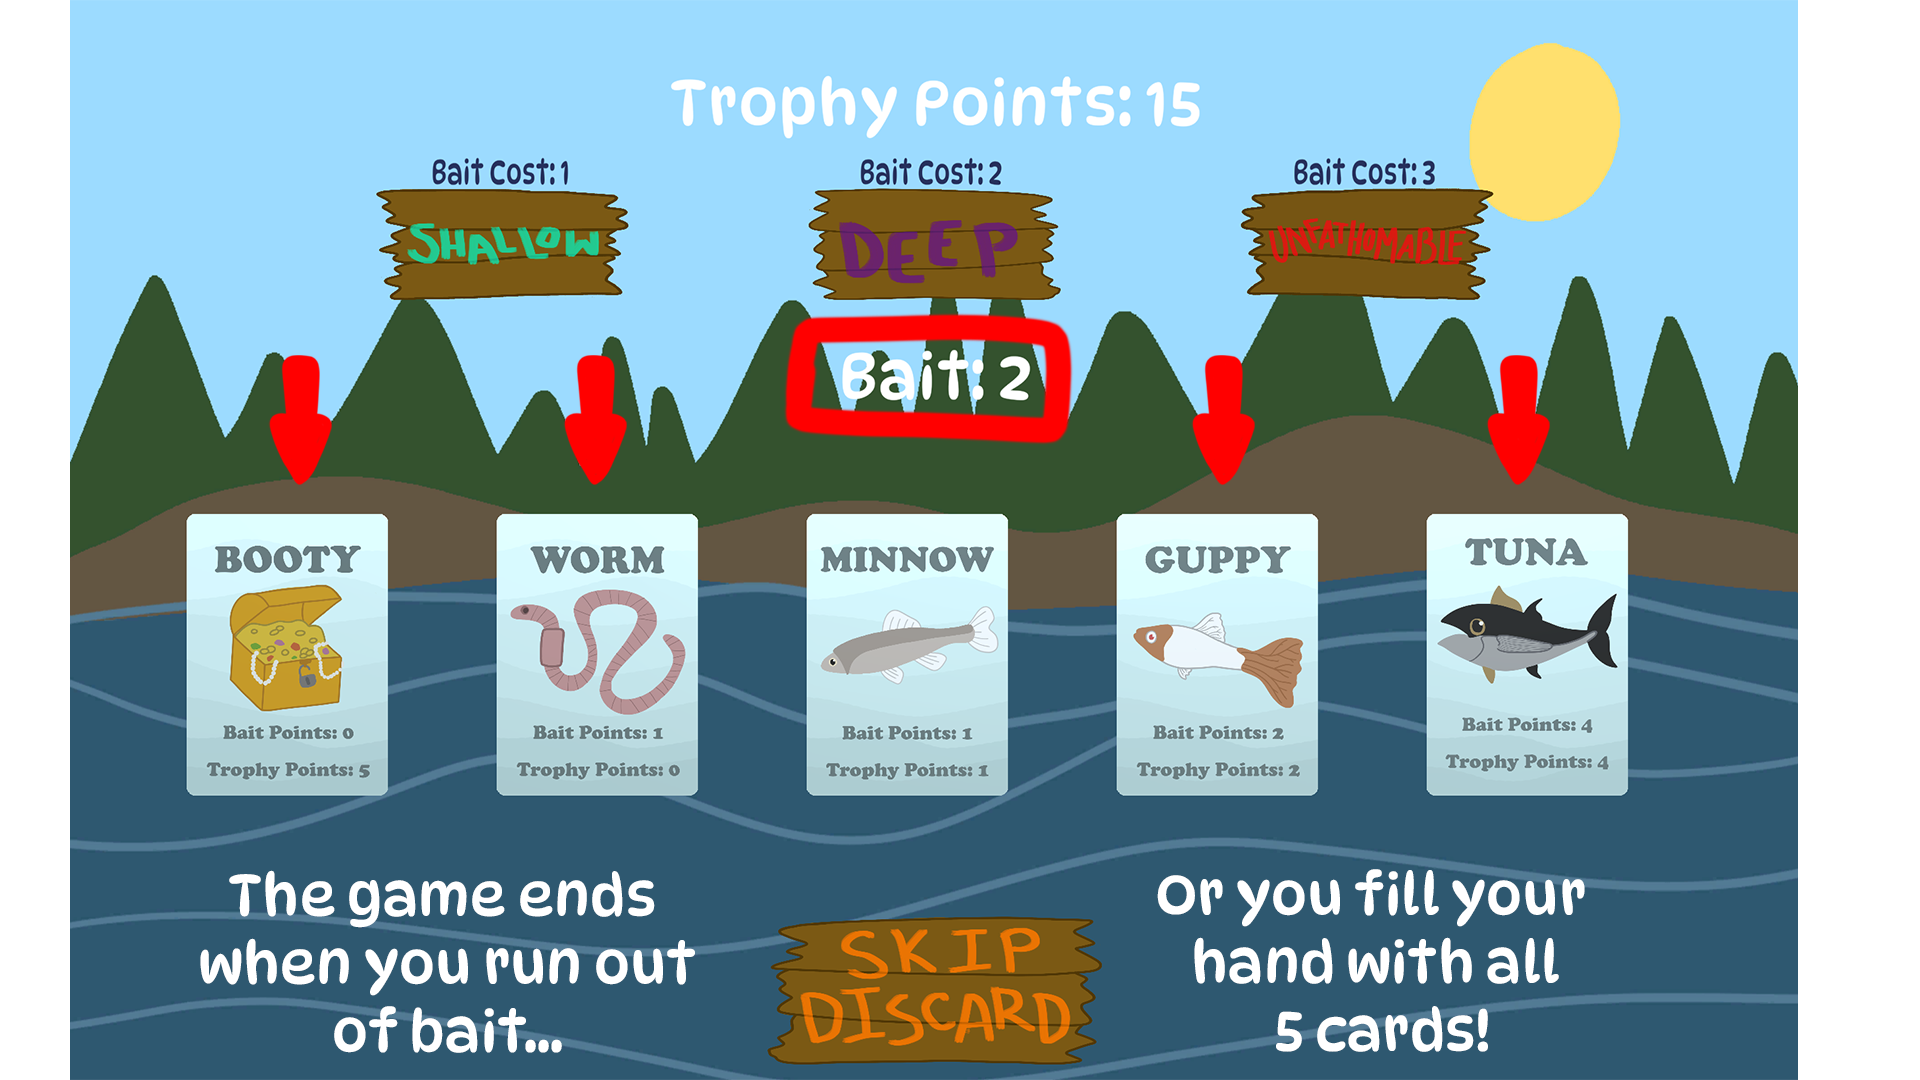 Trophy Points: 15
Bait Cost: 1
Bait Cost: 2
Bait Cost: 3
SHALLOW
DEEP
UNFATHOMABLE
Bait: 2
BOOTY
Bait Points: 0
Trophy Points: 5
WORM
Bait Points: 1
Trophy Points: 0
MINNOW
Bait Points: 1
Trophy Points: 1
GUPPY
Bait Points: 2
Trophy Points: 2
TUNA
Bait Points: 4
Trophy Points: 4
The game ends
when you run out
of bait...
SKIP
DISCARD
Or you fill your
hand with all
5 cards!